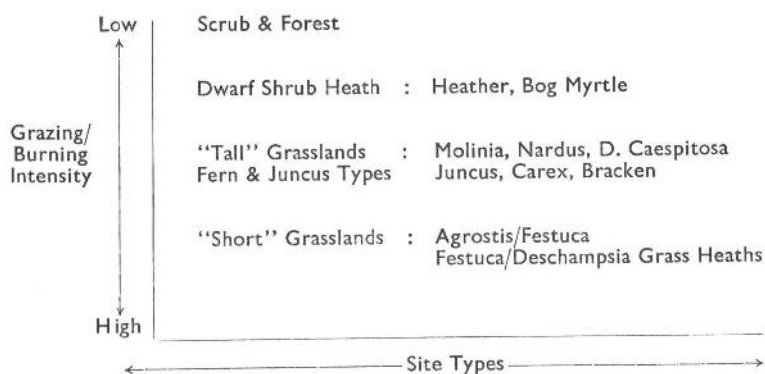 Low
Scrub & Forest
Dwarf Shrub Heath : Heather, Bog Myrtle
Grazing/
Burning
Intensity
"Tall" Grasslands : Molinia, Nardus, D. Caespitosa
Fern & Juncus Types Juncus, Carex, Bracken
"Short" Grasslands : Agrostis/Festuca
Festuca/Deschampsia Grass Heaths
High
Site Types